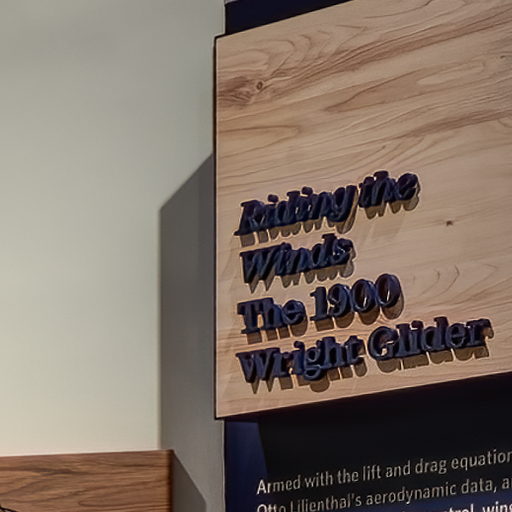 Riding the
Winds
The 1900
Wright Glider
Armed with the lift and drag equation
Otto Lilienthal's aerodynamic data, a